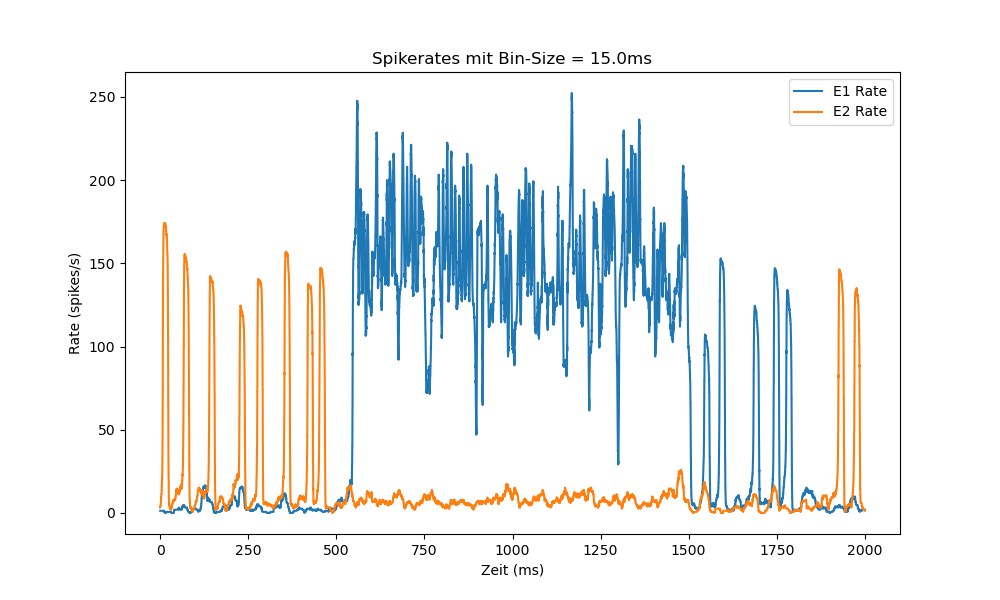 Spikerates mit Bin-Size = 15.0ms
E1 Rate
E2 Rate
250
200
150
100
50
0
Rate (spikes/s)
0 250 500 750 1000 1250 1500 1750 2000
Zeit (ms)